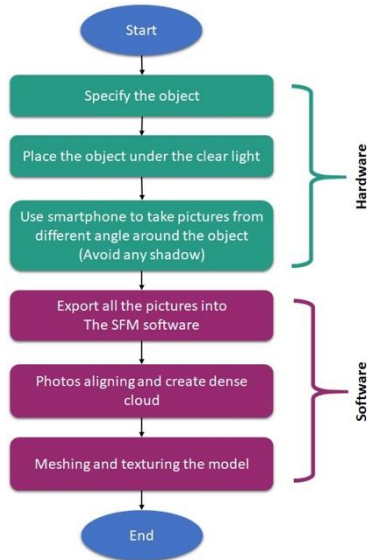 Start
Specify the object
Place the object under the clear light
Use smartphone to take pictures from
different angle around the object
(Avoid any shadow)
Hardware
Export all the pictures into
The SFM software
Photos aligning and create dense
cloud
Meshing and texturing the model
Software
End